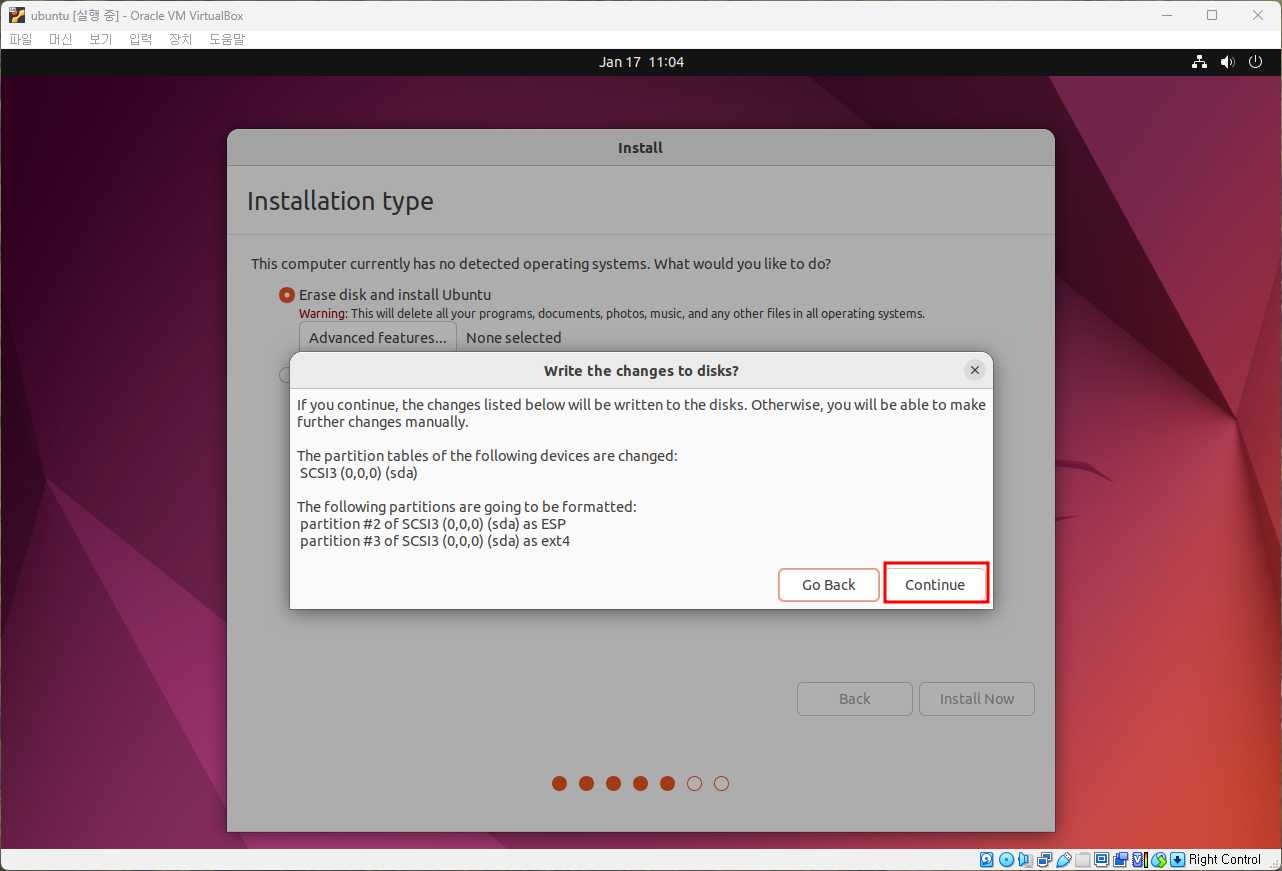 ubuntu [실행 중] - Oracle VM VirtualBox
파일 머신 보기 입력 장치 도움말
Jan 17 11:04
Install
Installation type
This computer currently has no detected operating systems. What would you like to do?
Erase disk and install Ubuntu
Warning: This will delete all your programs, documents, photos, music, and any other files in all operating systems.
Advanced features... None selected
Write the changes to disks?
If you continue, the changes listed below will be written to the disks. Otherwise, you will be able to make
further changes manually.
The partition tables of the following devices are changed:
SCSI3 (0,0,0) (sda)
The following partitions are going to be formatted:
partition #2 of SCSI3 (0,0,0) (sda) as ESP
partition #3 of SCSI3 (0,0,0) (sda) as ext4
Go Back Continue
Back Install Now
Right Control